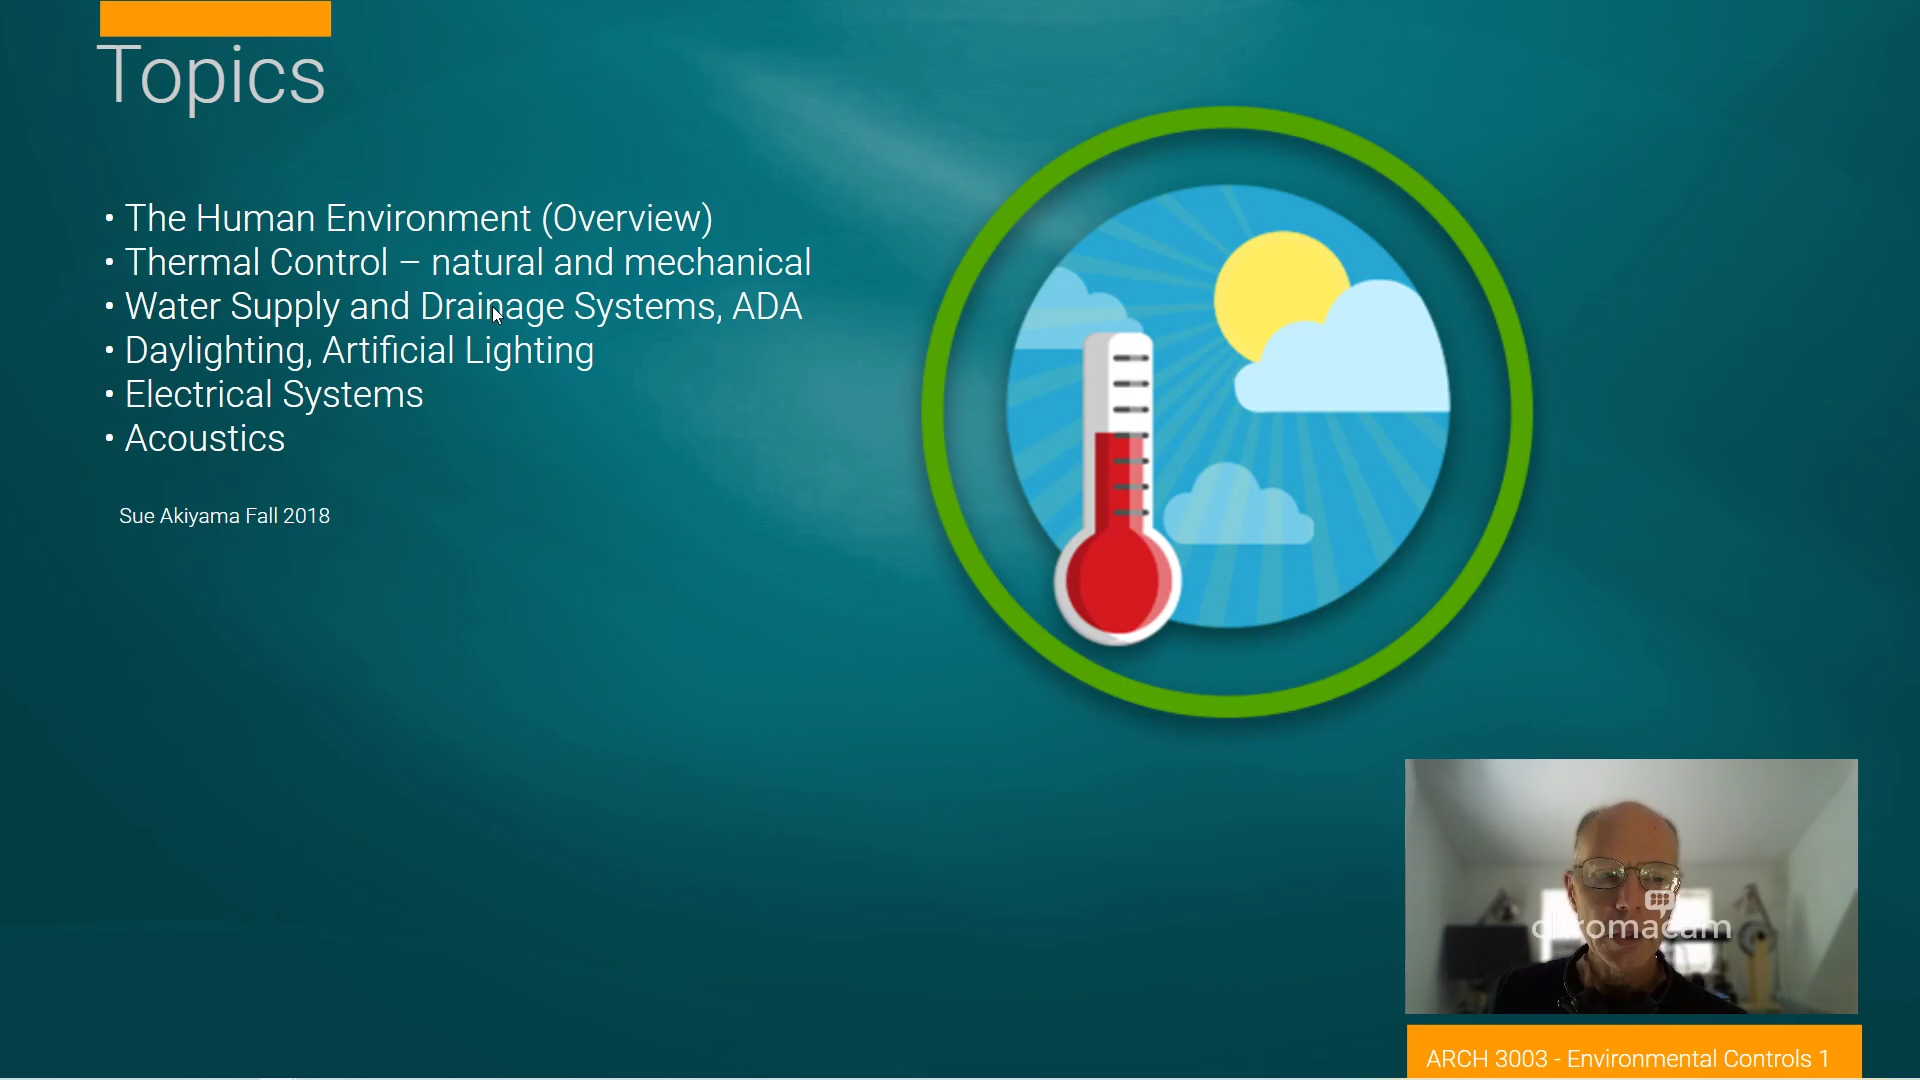 Topics
• The Human Environment (Overview)
• Thermal Control – natural and mechanical
• Water Supply and Drainage Systems, ADA
• Daylighting, Artificial Lighting
• Electrical Systems
• Acoustics
Sue Akiyama Fall 2018
chromacam
ARCH 3003 - Environmental Controls 1